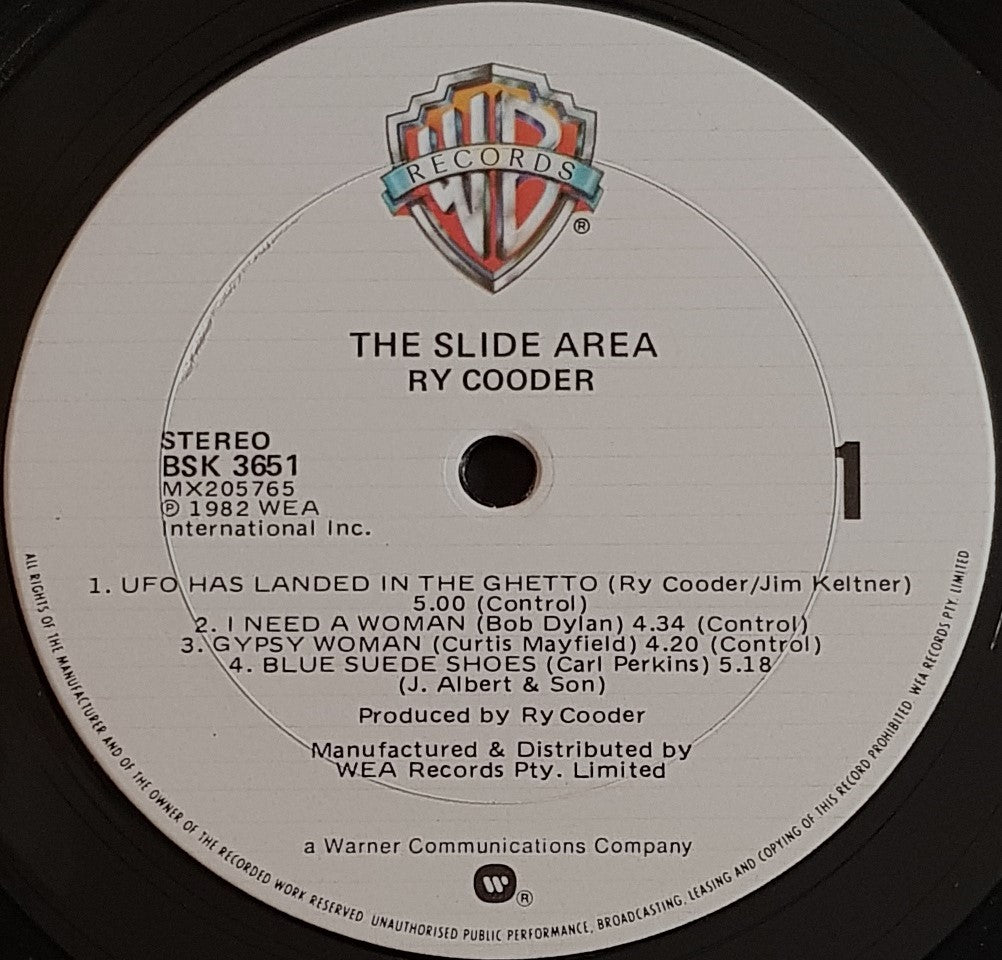 WB
RECORDS
®
THE SLIDE AREA
RY COODER
STEREO
BSK 3651
MX205765
℗ 1982 WEA
International Inc.
1
1. UFO HAS LANDED IN THE GHETTO (Ry Cooder/Jim Keltner)
5.00 (Control)
2. I NEED A WOMAN (Bob Dylan) 4.34 (Control)
3. GYPSY WOMAN (Curtis Mayfield) 4.20 (Control)
4. BLUE SUEDE SHOES (Carl Perkins) 5.18
(J. Albert & Son)
Produced by Ry Cooder
Manufactured & Distributed by
WEA Records Pty. Limited
a Warner Communications Company
W ®
ALL RIGHTS OF THE MANUFACTURER AND OF THE OWNER OF THE RECORDED WORK RESERVED UNAUTHORISED PUBLIC PERFORMANCE, BROADCASTING, LEASING AND COPYING OF THIS RECORD PROHIBITED. WEA RECORDS PTY. LIMITED